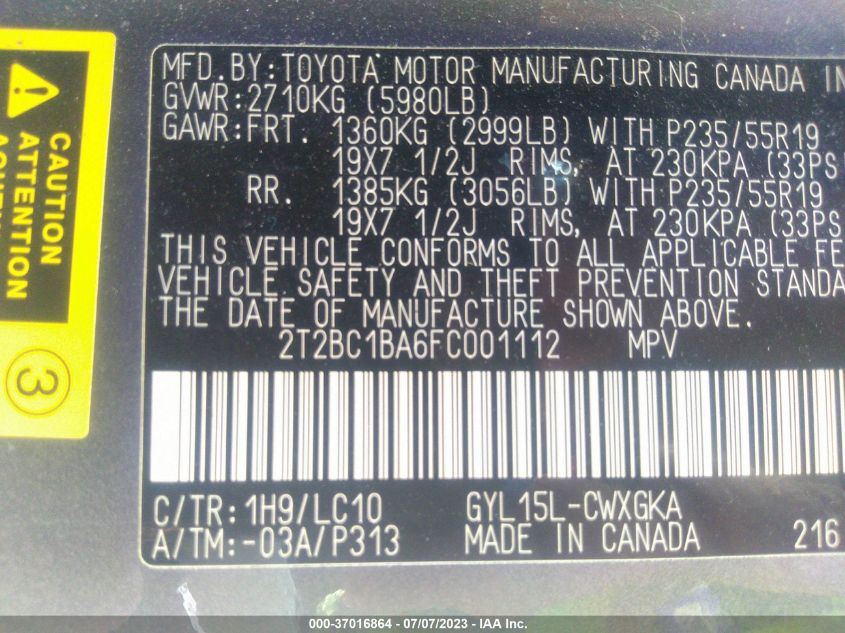 MFD.BY:TOYOTA MOTOR MANUFACTURING CANADA IN
GVWR:2710KG (5980LB)
GAWR:FRT. 1360KG (2999LB) WITH P235/55R19
19X7 1/2J RIMS, AT 230KPA (33PS
RR. 1385KG (3056LB) WITH P235/55R19
19X7 1/2J RIMS, AT 230KPA (33PS
THIS VEHICLE CONFORMS TO ALL APPLICABLE FE
VEHICLE SAFETY AND THEFT PREVENTION STANDA
THE DATE OF MANUFACTURE SHOWN ABOVE.
2T2BC1BA6FC001112 MPV
C/TR:1H9/LC10 GYL15L-CWXGKA
A/TM:-03A/P313 MADE IN CANADA 216
CAUTION
ATTENTION
3
000-37016864 - 07/07/2023 - IAA Inc.